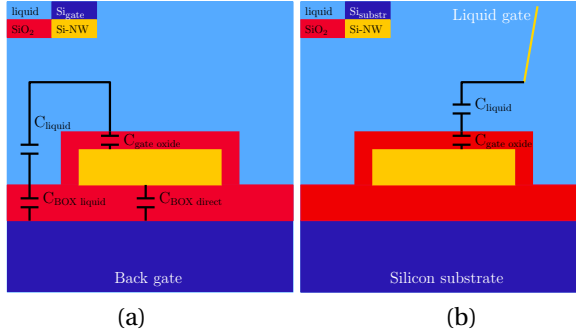 liquid Si_gate
SiO_2 Si-NW
C_liquid
C_gate oxide
C_BOX liquid C_BOX direct
Back gate
(a)
liquid Si_substr
SiO_2 Si-NW
Liquid gate
C_liquid
C_gate oxide
Silicon substrate
(b)